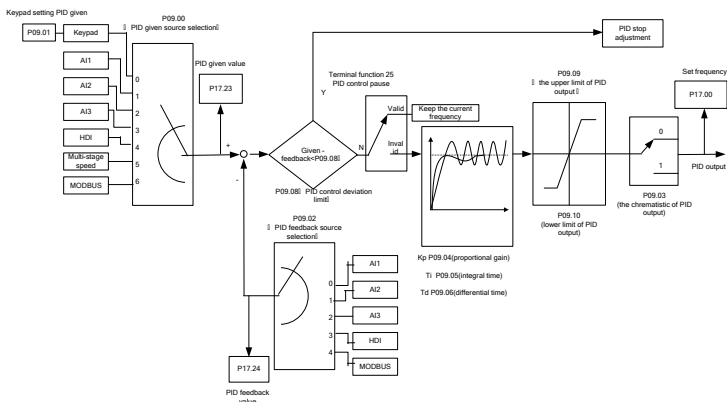 Keypad setting PID given
P09.01
Keypad
AI1
AI2
AI3
HDI
Multi-stage
speed
MODBUS
P09.00
PID given source selection
0
1
2
3
4
5
6
PID given value
P17.23
+
-
Given -
feedback<P09.08
P09.08 PID control deviation
limit
Y
N
Terminal function 25
PID control pause
Valid
Inval
id
Keep the current
frequency
PID stop
adjustment
Kp P09.04(proportional gain)
Ti P09.05(integral time)
Td P09.06(differential time)
P09.09
the upper limit of PID
output
P09.10
(lower limit of PID
output)
0
1
P09.03
(the chrematistic of PID
output)
Set frequency
P17.00
PID output
P09.02
PID feedback source
selection
0
1
2
3
4
AI1
AI2
AI3
HDI
MODBUS
P17.24
PID feedback
value